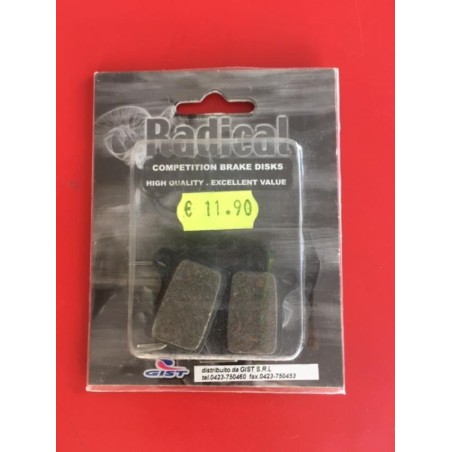 Radical
COMPETITION BRAKE DISKS
HIGH QUALITY . EXCELLENT VALUE
€ 11.90
GIST
distribuito da GIST S.R.L
tel.0423-750460 fax.0423-750453